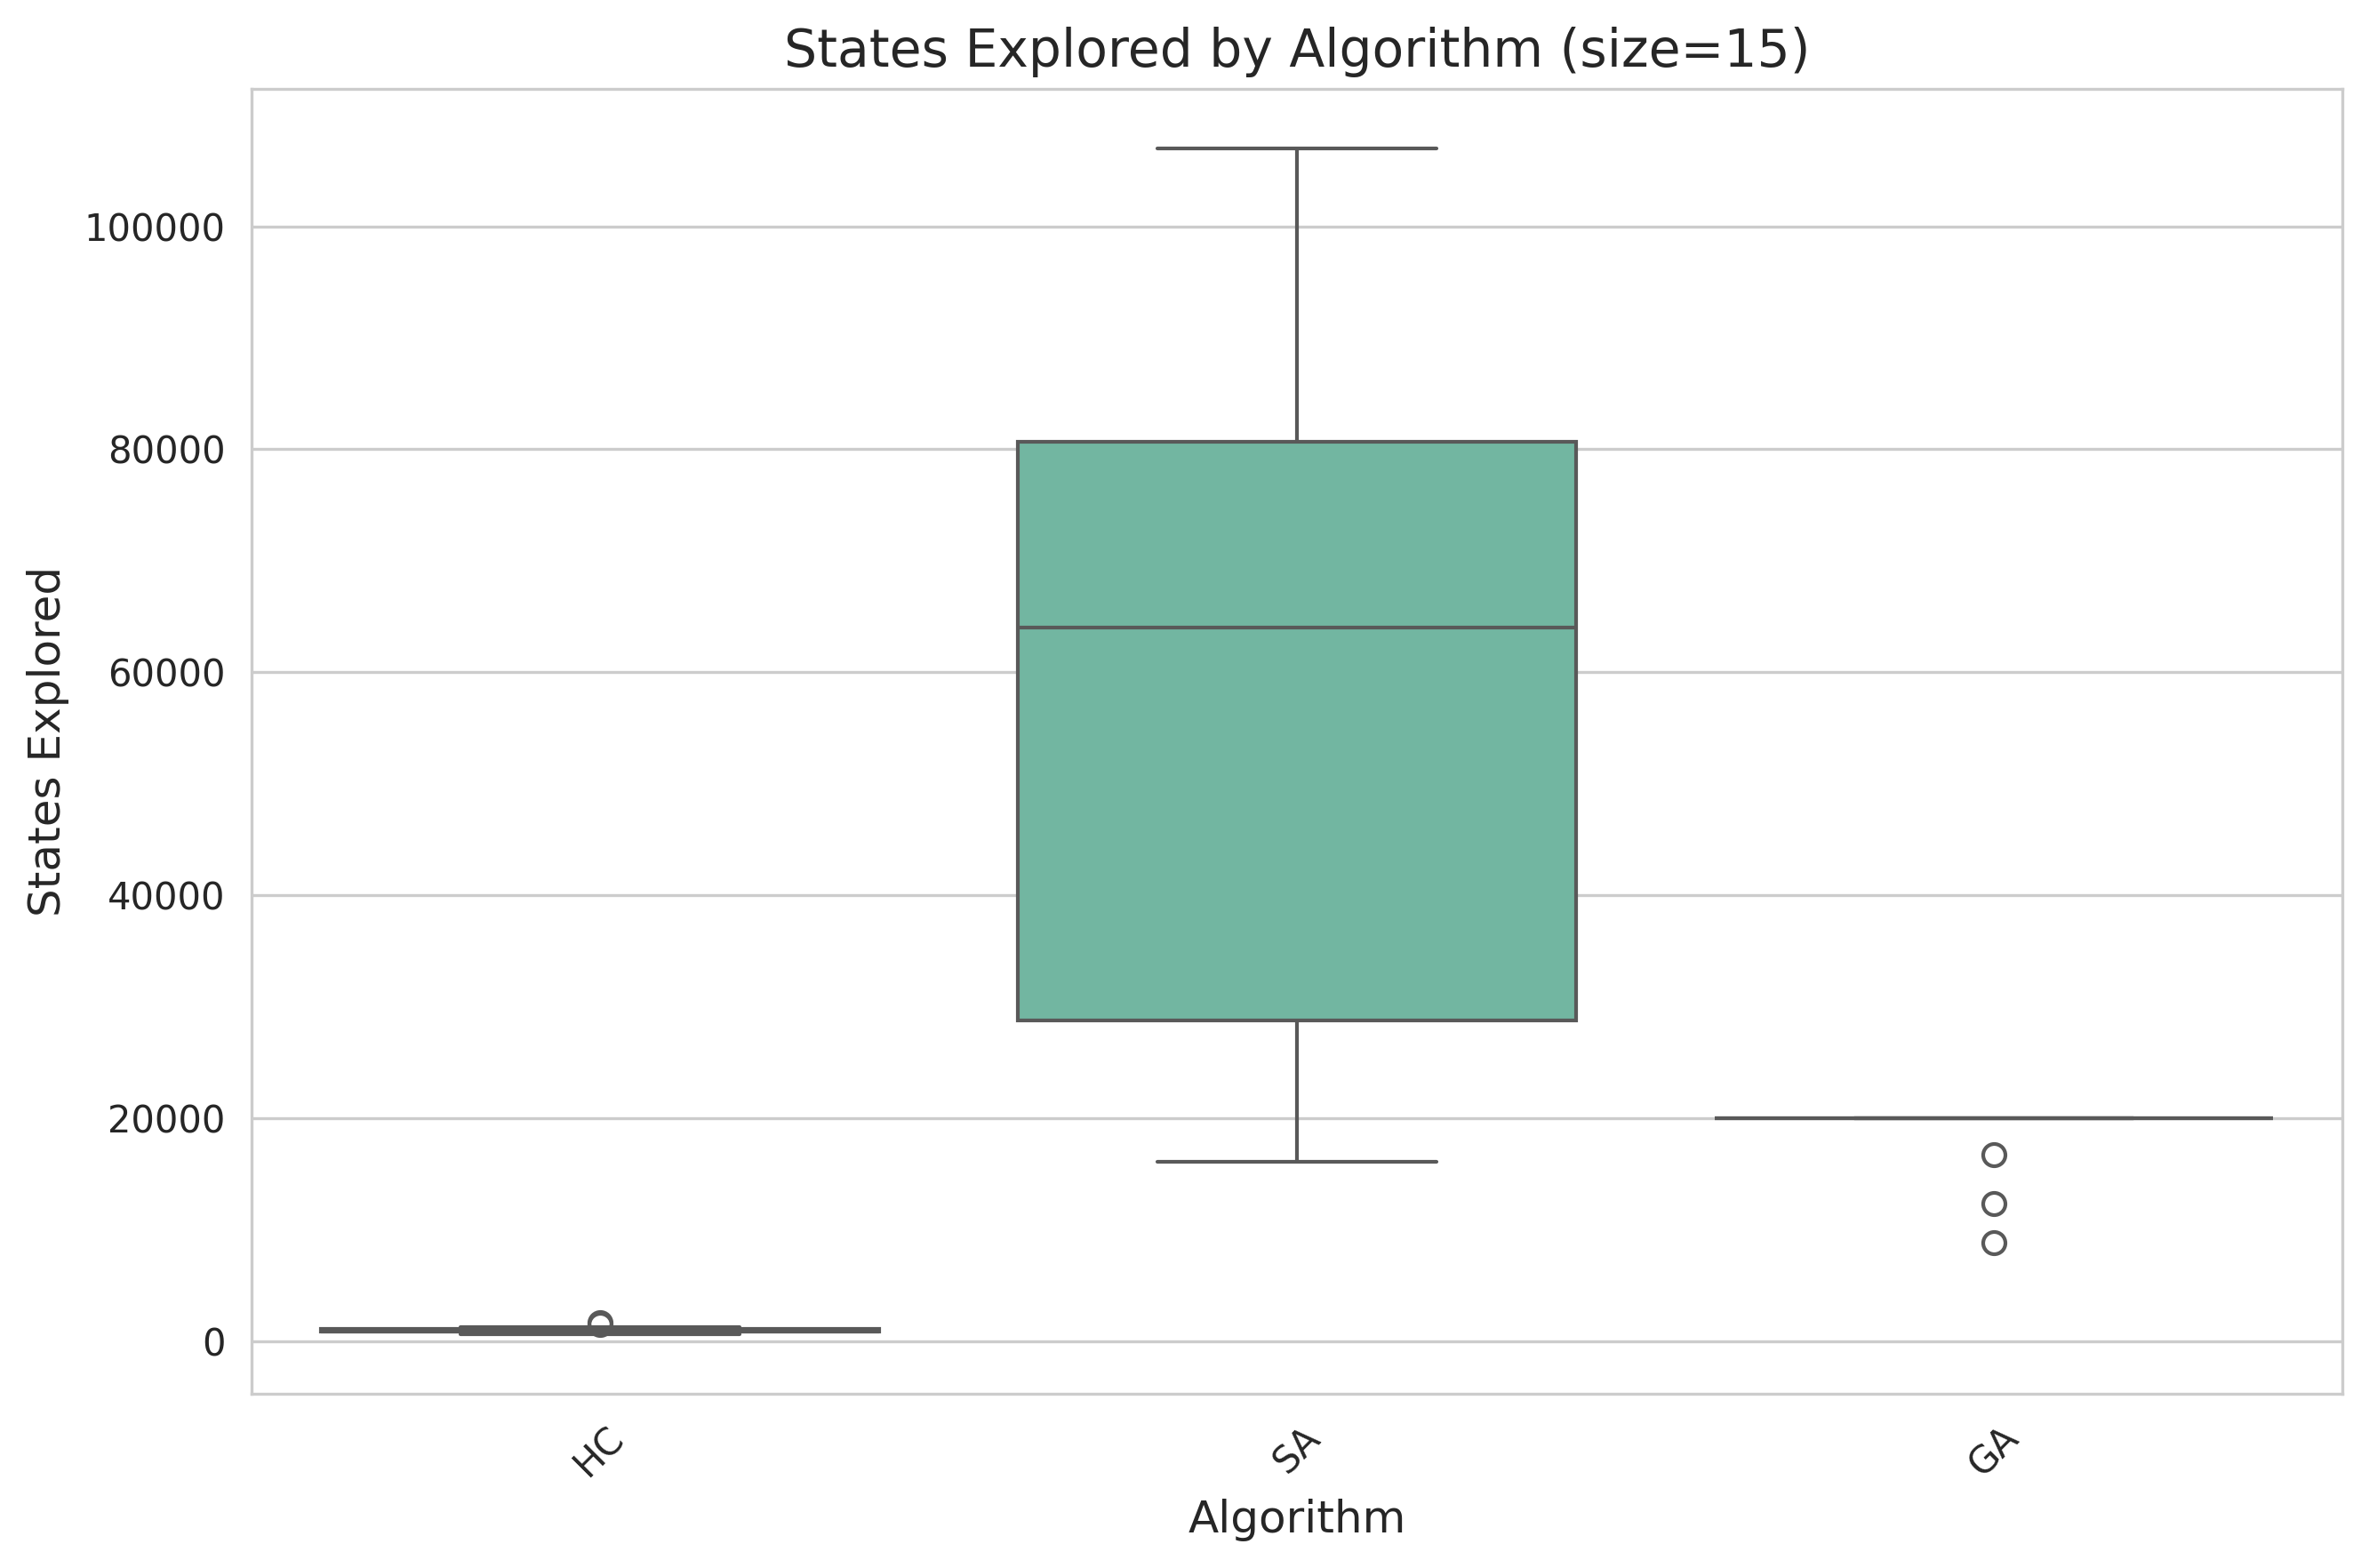 States Explored by Algorithm (size=15)
100000
80000
60000
40000
20000
0
States Explored
HC
SA
GA
Algorithm